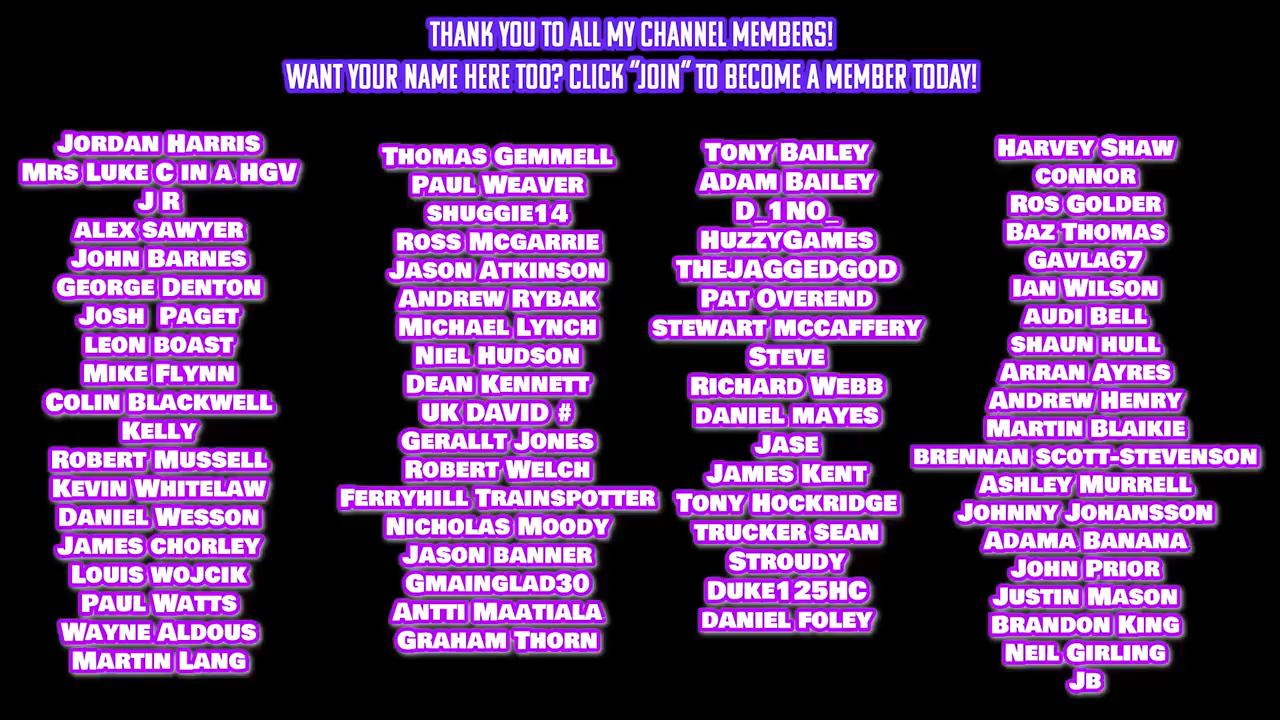 THANK YOU TO ALL MY CHANNEL MEMBERS!
WANT YOUR NAME HERE TOO? CLICK "JOIN" TO BECOME A MEMBER TODAY!
Jordan Harris
Mrs Luke C in a HGV
J R
alex sawyer
John Barnes
George Denton
Josh Paget
leon boast
Mike Flynn
Colin Blackwell
Kelly
Robert Mussell
Kevin Whitelaw
Daniel Wesson
James chorley
Louis wojcik
Paul Watts
Wayne Aldous
Martin Lang
Thomas Gemmell
Paul Weaver
shuggie14
Ross McGarrie
Jason Atkinson
Andrew Rybak
Michael Lynch
Niel Hudson
Dean Kennett
UK DAVID #
Gerallt Jones
Robert Welch
Ferryhill Trainspotter
Nicholas Moody
Jason banner
Gmainglad30
Antti Maatiala
Graham Thorn
Tony Bailey
Adam Bailey
D_1NO_
HuzzyGames
THEJAGGEDGOD
Pat Overend
stewart mccaffery
Steve
Richard Webb
daniel mayes
Jase
James Kent
Tony Hockridge
trucker sean
Stroudy
Duke125HC
daniel foley
Harvey Shaw
connor
Ros Golder
Baz Thomas
Gavla67
Ian Wilson
audi Bell
shaun hull
Arran Ayres
Andrew Henry
Martin Blaikie
brennan scott-stevenson
Ashley Murrell
Johnny Johansson
Adama Banana
John Prior
Justin Mason
Brandon King
Neil Girling
Jb